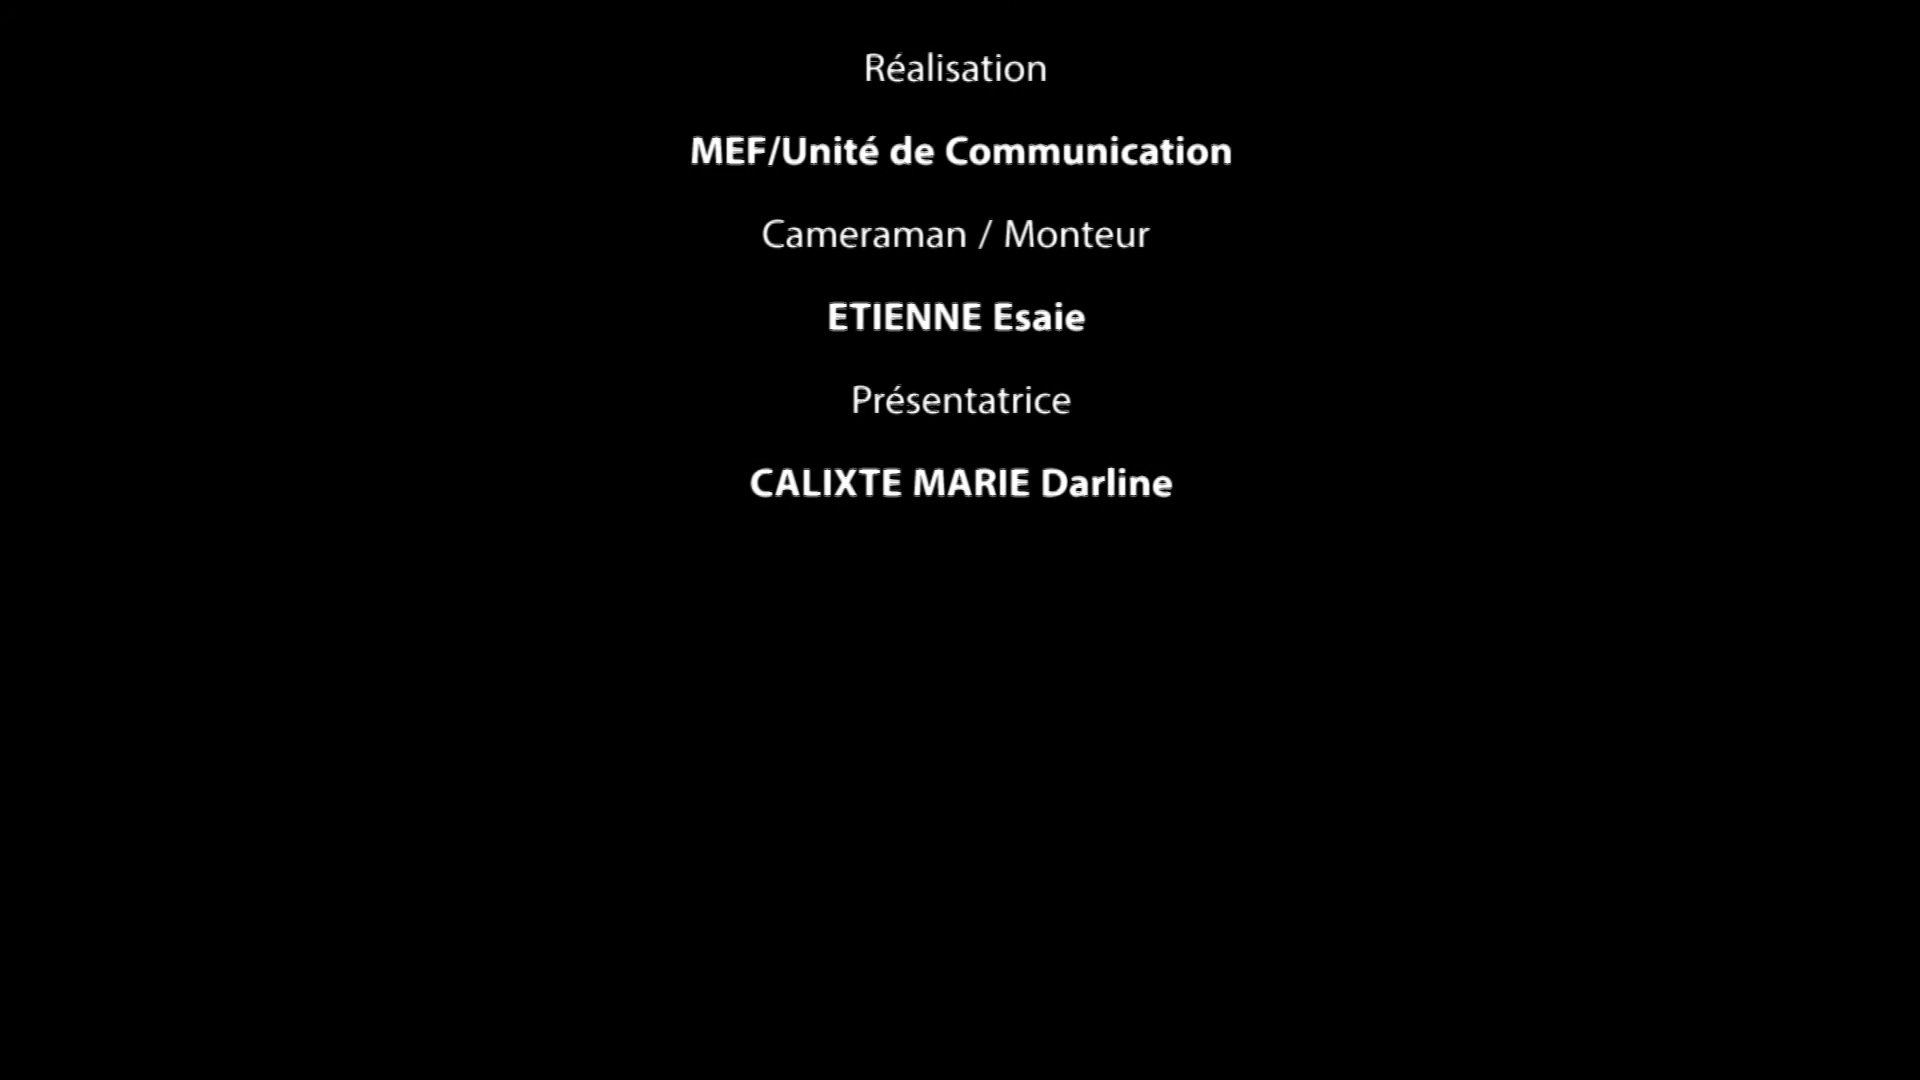 Réalisation
MEF/Unité de Communication
Cameraman / Monteur
ETIENNE Esaie
Présentatrice
CALIXTE MARIE Darline